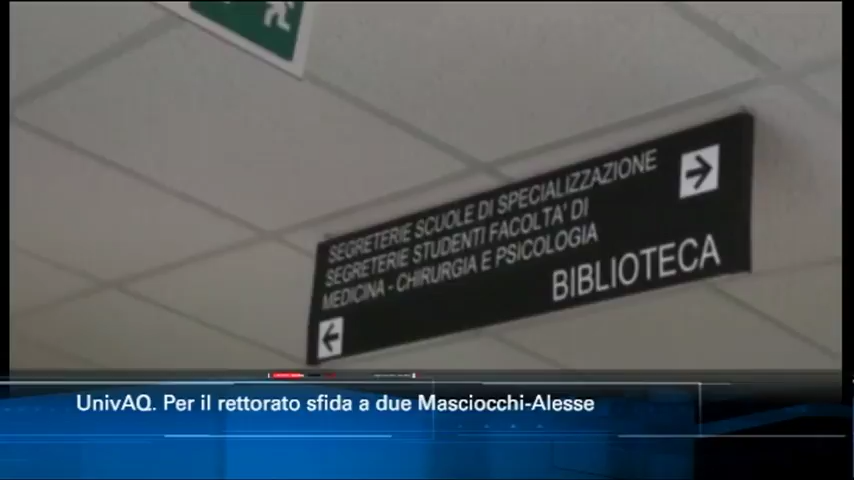 SEGRETERIE SCUOLE DI SPECIALIZZAZIONE
SEGRETERIE STUDENTI FACOLTA' DI
MEDICINA - CHIRURGIA E PSICOLOGIA
BIBLIOTECA
UnivAQ. Per il rettorato sfida a due Masciocchi-Alesse